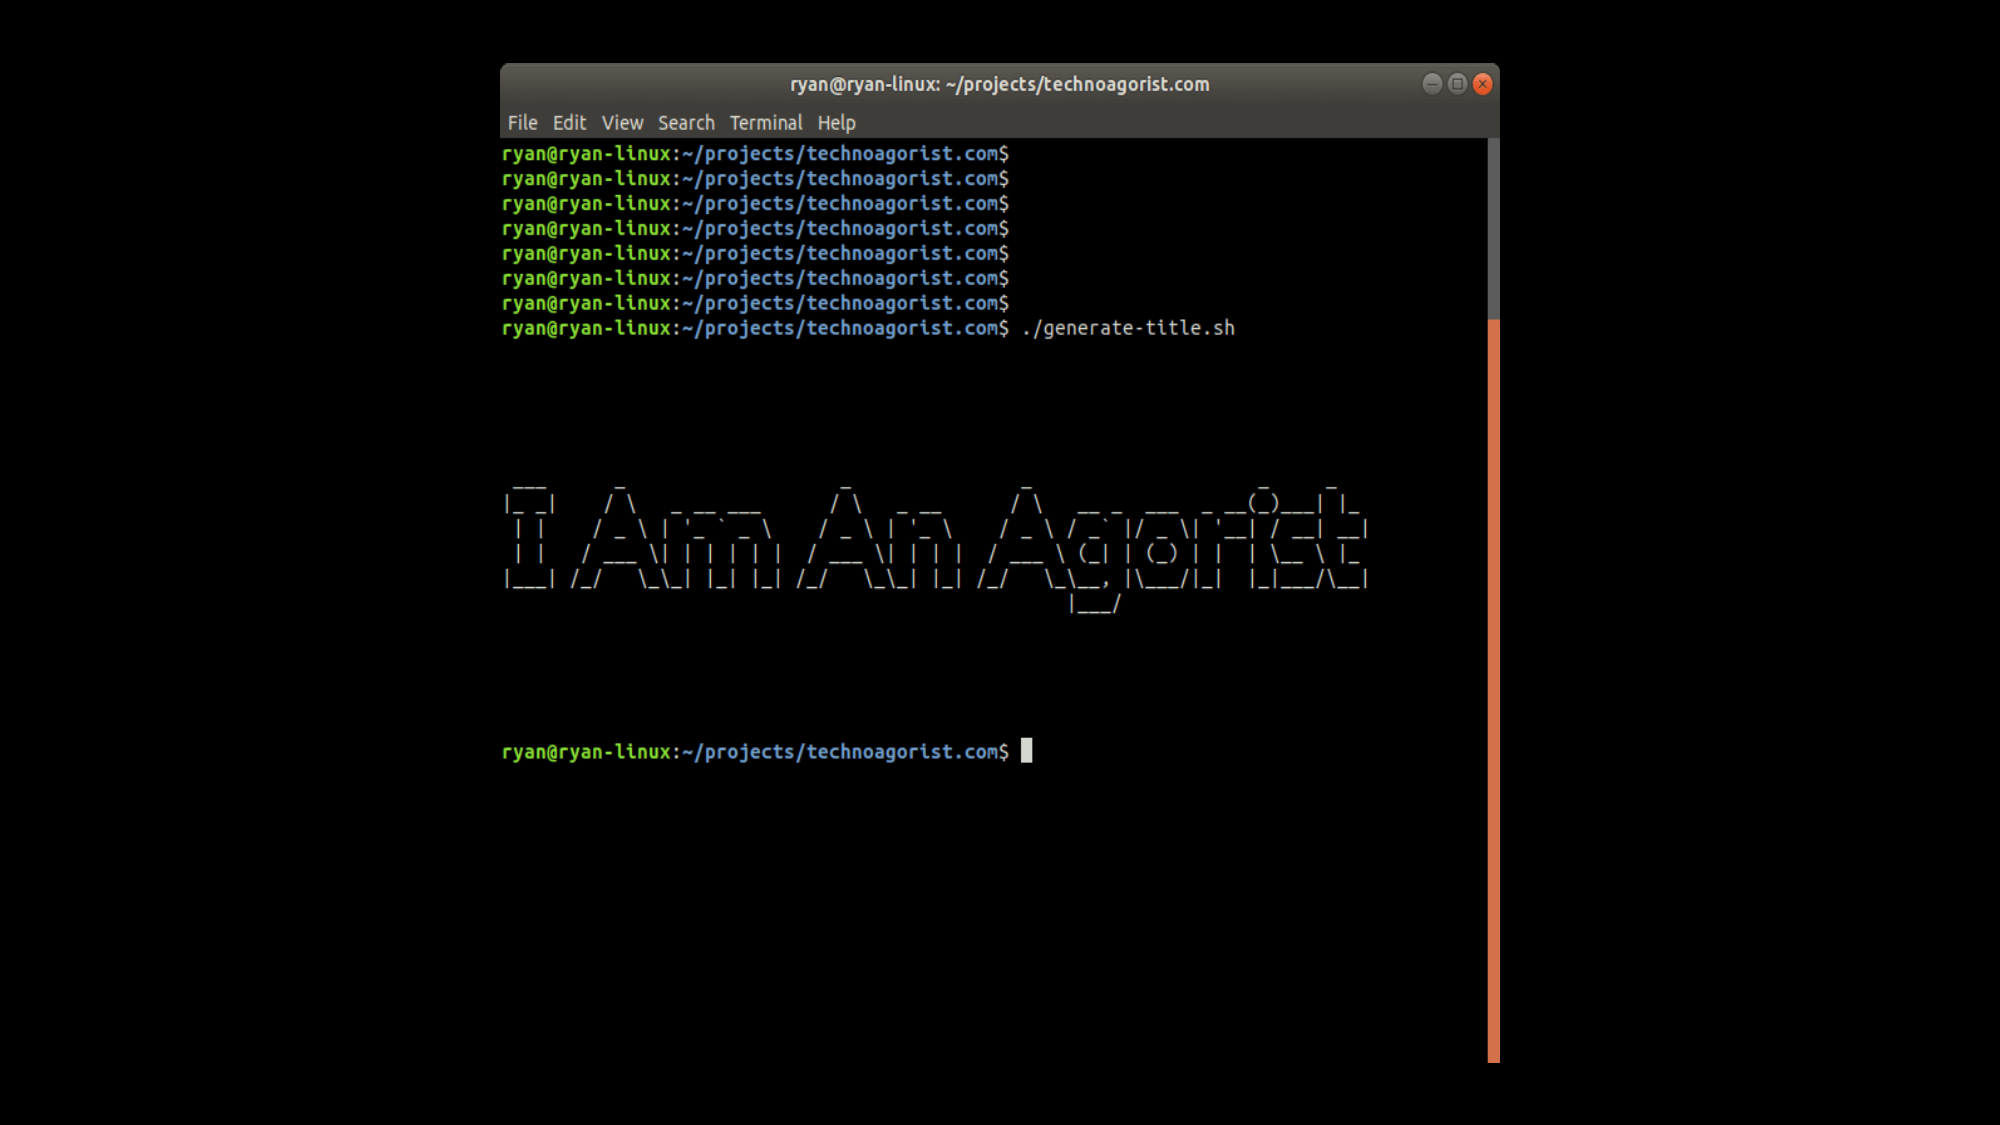 ryan@ryan-linux: ~/projects/technoagorist.com
File Edit View Search Terminal Help
ryan@ryan-linux:~/projects/technoagorist.com$
ryan@ryan-linux:~/projects/technoagorist.com$
ryan@ryan-linux:~/projects/technoagorist.com$
ryan@ryan-linux:~/projects/technoagorist.com$
ryan@ryan-linux:~/projects/technoagorist.com$
ryan@ryan-linux:~/projects/technoagorist.com$
ryan@ryan-linux:~/projects/technoagorist.com$
ryan@ryan-linux:~/projects/technoagorist.com$ ./generate-title.sh
I Am An Agorist
ryan@ryan-linux:~/projects/technoagorist.com$